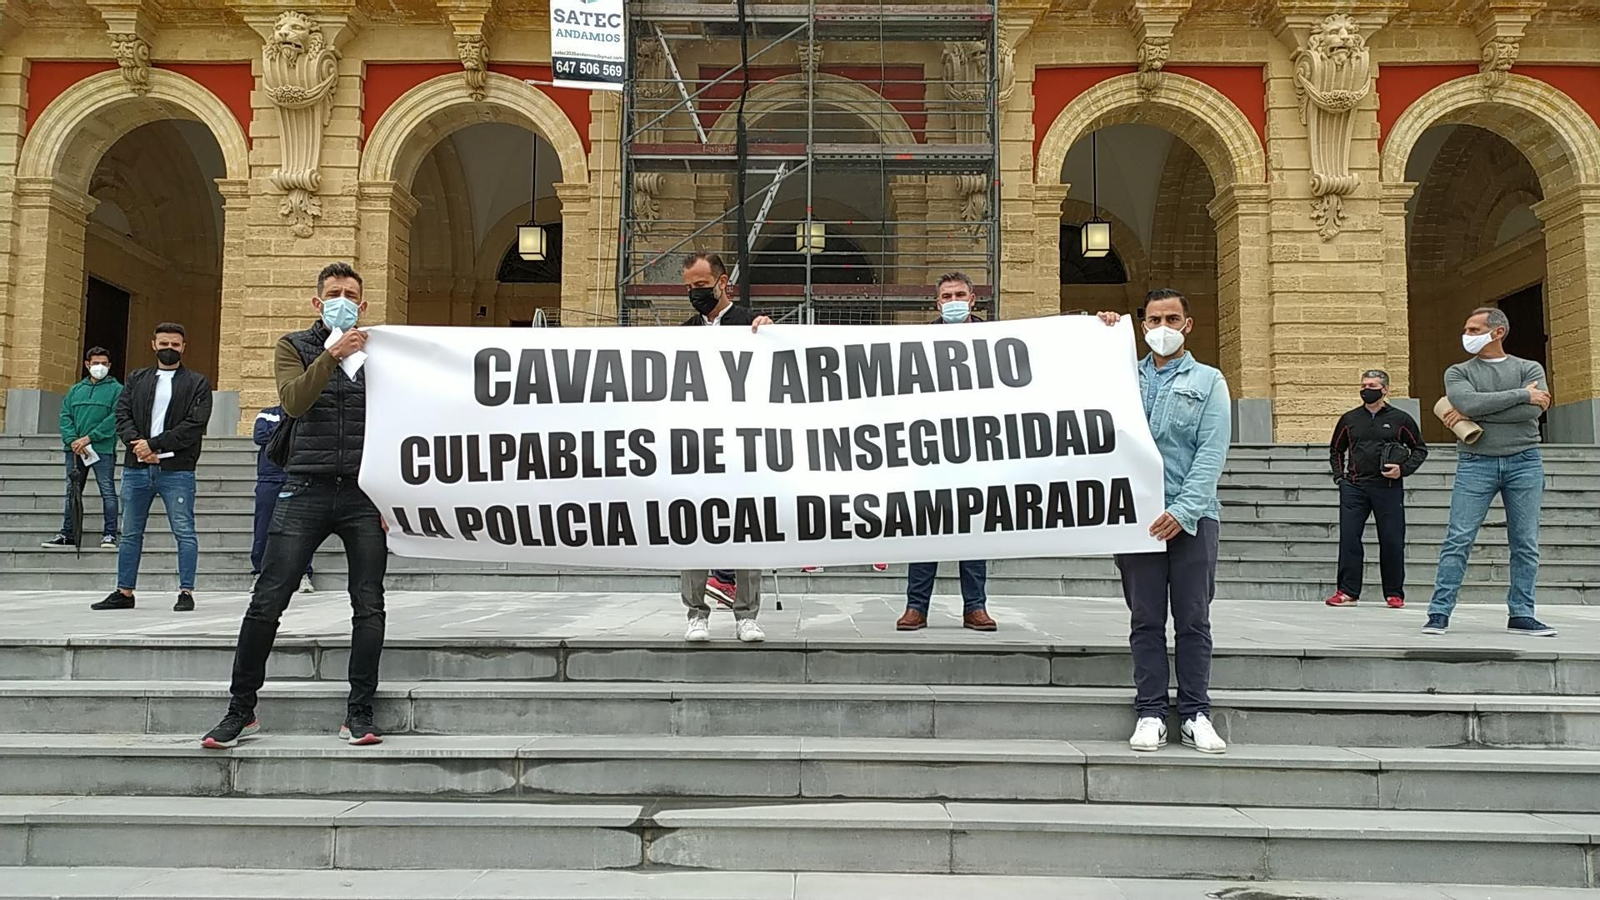 SATEC
ANDAMIOS
647 506 569
CAVADA Y ARMARIO
CULPABLES DE TU INSEGURIDAD
LA POLICIA LOCAL DESAMPARADA